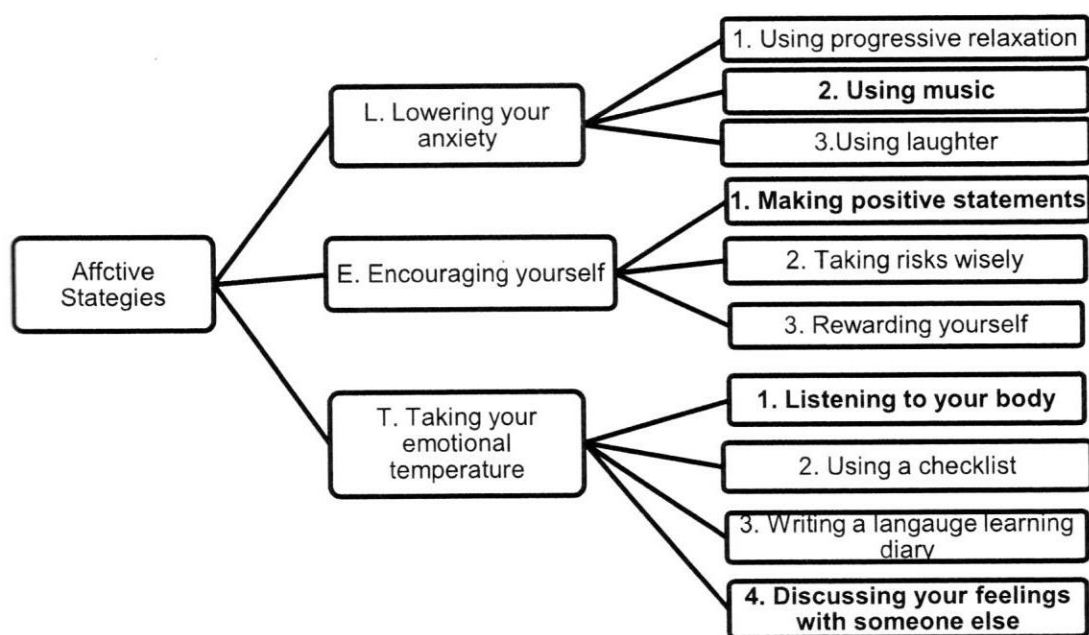 Affctive
Stategies
L. Lowering your
anxiety
1. Using progressive relaxation
2. Using music
3.Using laughter
E. Encouraging yourself
1. Making positive statements
2. Taking risks wisely
3. Rewarding yourself
T. Taking your
emotional
temperature
1. Listening to your body
2. Using a checklist
3. Writing a langauge learning
diary
4. Discussing your feelings
with someone else